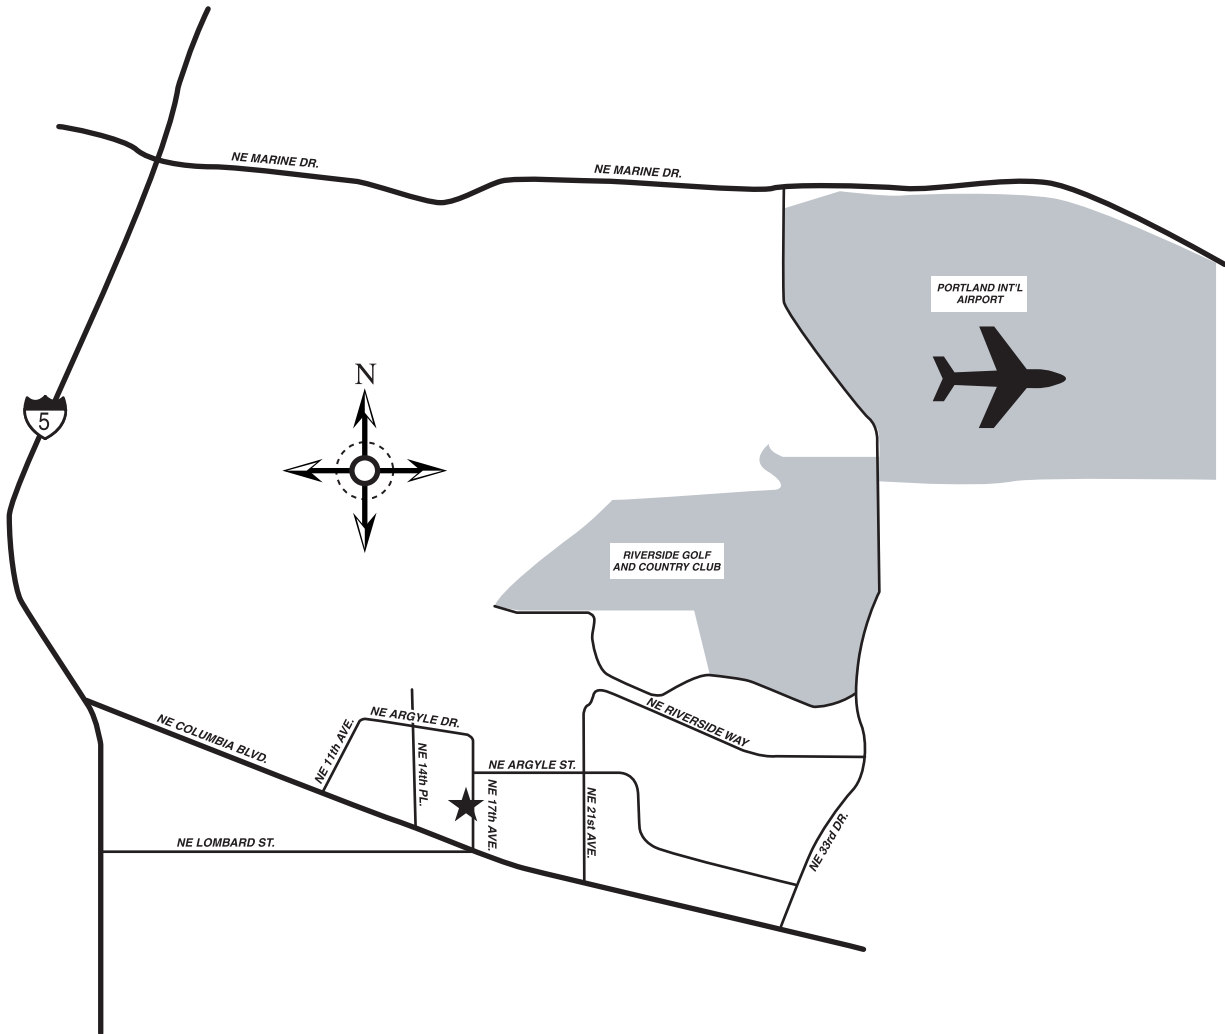 NE MARINE DR.
NE MARINE DR.
PORTLAND INT'L
AIRPORT
N
5
RIVERSIDE GOLF
AND COUNTRY CLUB
NE RIVERSIDE WAY
NE ARGYLE DR.
NE COLUMBIA BLVD.
NE 11th AVE.
NE 14th PL.
NE ARGYLE ST.
NE 17th AVE.
NE 21st AVE.
NE 33rd DR.
NE LOMBARD ST.